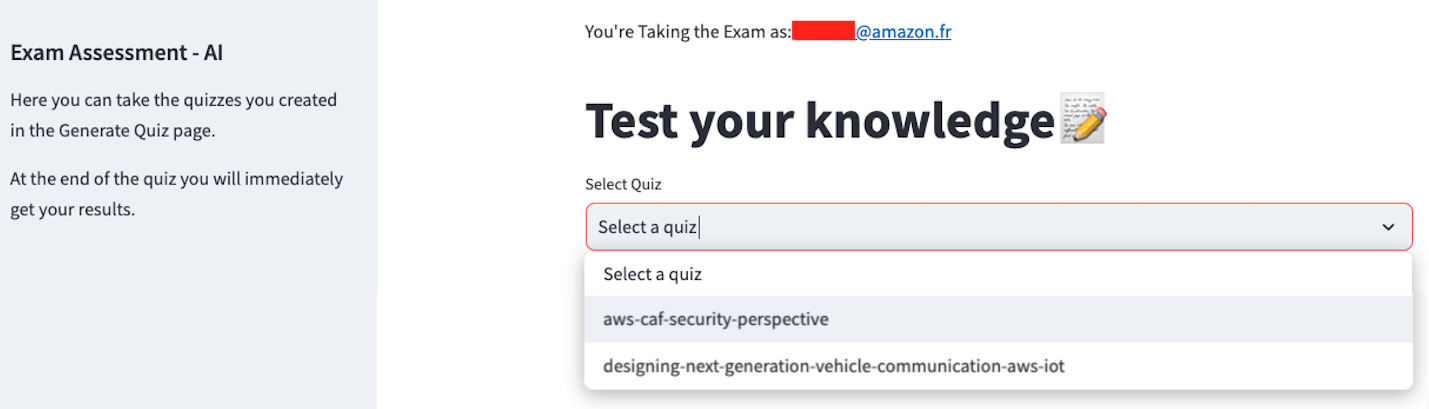 Exam Assessment - AI
Here you can take the quizzes you created
in the Generate Quiz page.
At the end of the quiz you will immediately
get your results.
You're Taking the Exam as:
@amazon.fr
Test your knowledge
Select Quiz
Select a quiz
Select a quiz
aws-caf-security-perspective
designing-next-generation-vehicle-communication-aws-iot